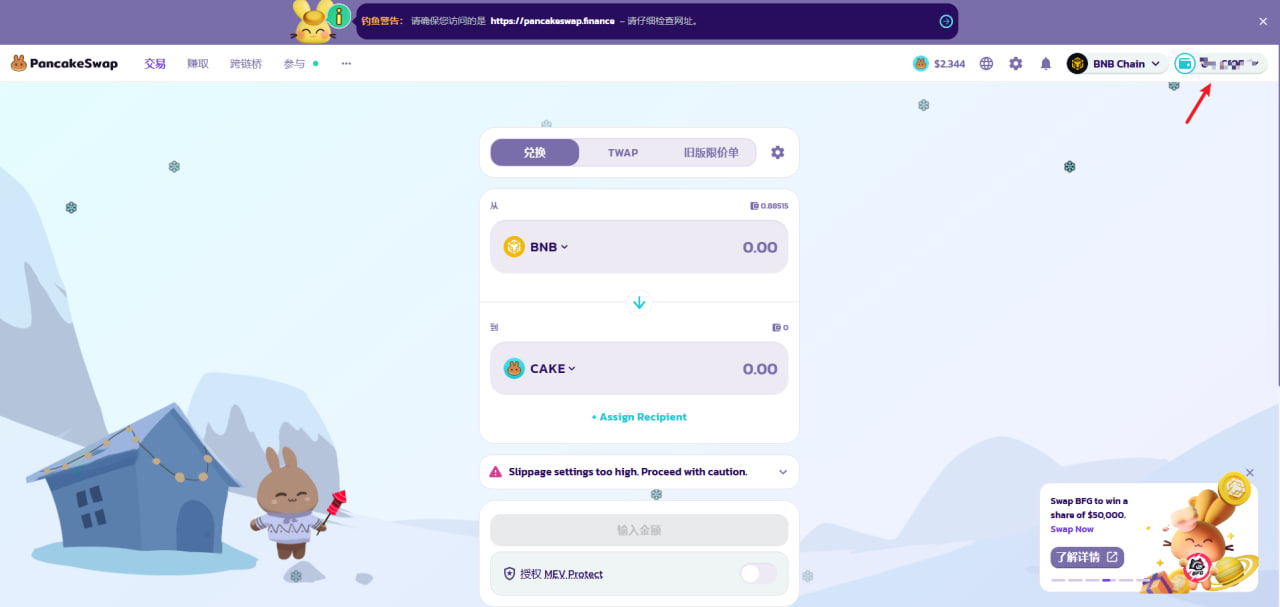 钓鱼警告： 请确保您访问的是 https://pancakeswap.finance – 请仔细检查网址。
PancakeSwap 交易 赚取 跨链桥 参与 ··· $2.344 BNB Chain
兑换 TWAP 旧版限价单
从 0.88515
BNB 0.00
到 0
CAKE 0.00
+ Assign Recipient
Slippage settings too high. Proceed with caution.
输入金额
授权 MEV Protect
Swap BFG to win a
share of $50,000.
Swap Now
了解详情
BFG